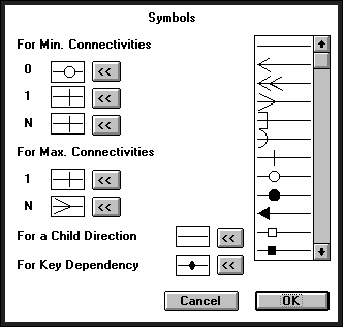 Symbols
For Min. Connectivities
0 <<
1 <<
N <<
For Max. Connectivities
1 <<
N <<
For a Child Direction <<
For Key Dependency <<
Cancel OK